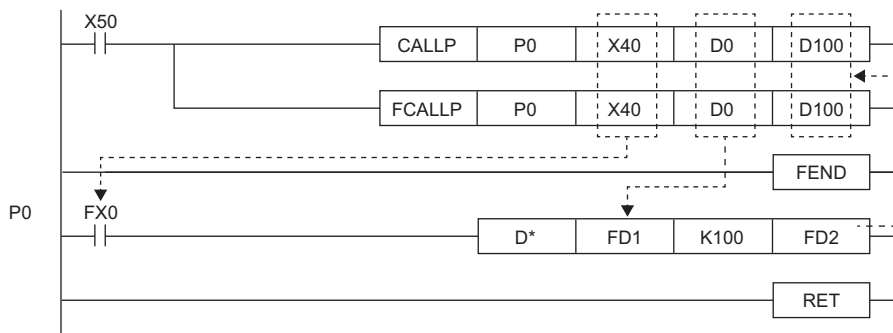 X50
CALLP P0 X40 D0 D100
FCALLP P0 X40 D0 D100
FEND
P0 FX0
D* FD1 K100 FD2
RET